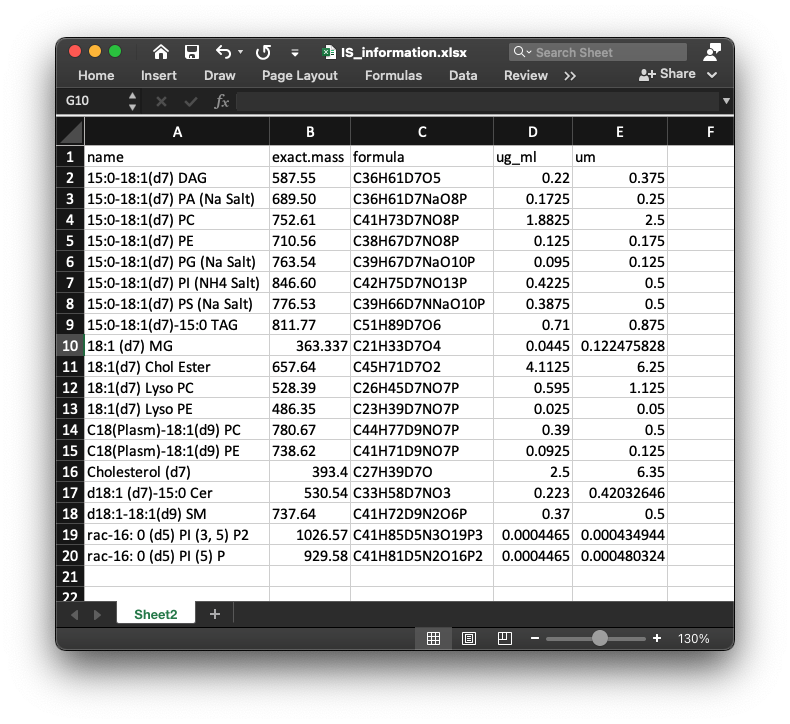 IS_information.xlsx
Search Sheet
Home Insert Draw Page Layout Formulas Data Review >> Share
G10 fx
A B C D E F
1 name exact.mass formula ug_ml um
2 15:0-18:1(d7) DAG 587.55 C36H61D7O5 0.22 0.375
3 15:0-18:1(d7) PA (Na Salt) 689.50 C36H61D7NaO8P 0.1725 0.25
4 15:0-18:1(d7) PC 752.61 C41H73D7NO8P 1.8825 2.5
5 15:0-18:1(d7) PE 710.56 C38H67D7NO8P 0.125 0.175
6 15:0-18:1(d7) PG (Na Salt) 763.54 C39H67D7NaO10P 0.095 0.125
7 15:0-18:1(d7) PI (NH4 Salt) 846.60 C42H75D7NO13P 0.4225 0.5
8 15:0-18:1(d7) PS (Na Salt) 776.53 C39H66D7NNaO10P 0.3875 0.5
9 15:0-18:1(d7)-15:0 TAG 811.77 C51H89D7O6 0.71 0.875
10 18:1 (d7) MG 363.337 C21H33D7O4 0.0445 0.122475828
11 18:1(d7) Chol Ester 657.64 C45H71D7O2 4.1125 6.25
12 18:1(d7) Lyso PC 528.39 C26H45D7NO7P 0.595 1.125
13 18:1(d7) Lyso PE 486.35 C23H39D7NO7P 0.025 0.05
14 C18(Plasm)-18:1(d9) PC 780.67 C44H77D9NO7P 0.39 0.5
15 C18(Plasm)-18:1(d9) PE 738.62 C41H71D9NO7P 0.0925 0.125
16 Cholesterol (d7) 393.4 C27H39D7O 2.5 6.35
17 d18:1 (d7)-15:0 Cer 530.54 C33H58D7NO3 0.223 0.42032646
18 d18:1-18:1(d9) SM 737.64 C41H72D9N2O6P 0.37 0.5
19 rac-16: 0 (d5) PI (3, 5) P2 1026.57 C41H85D5N3O19P3 0.0004465 0.000434944
20 rac-16: 0 (d5) PI (5) P 929.58 C41H81D5N2O16P2 0.0004465 0.000480324
21
22
Sheet2 +
130%